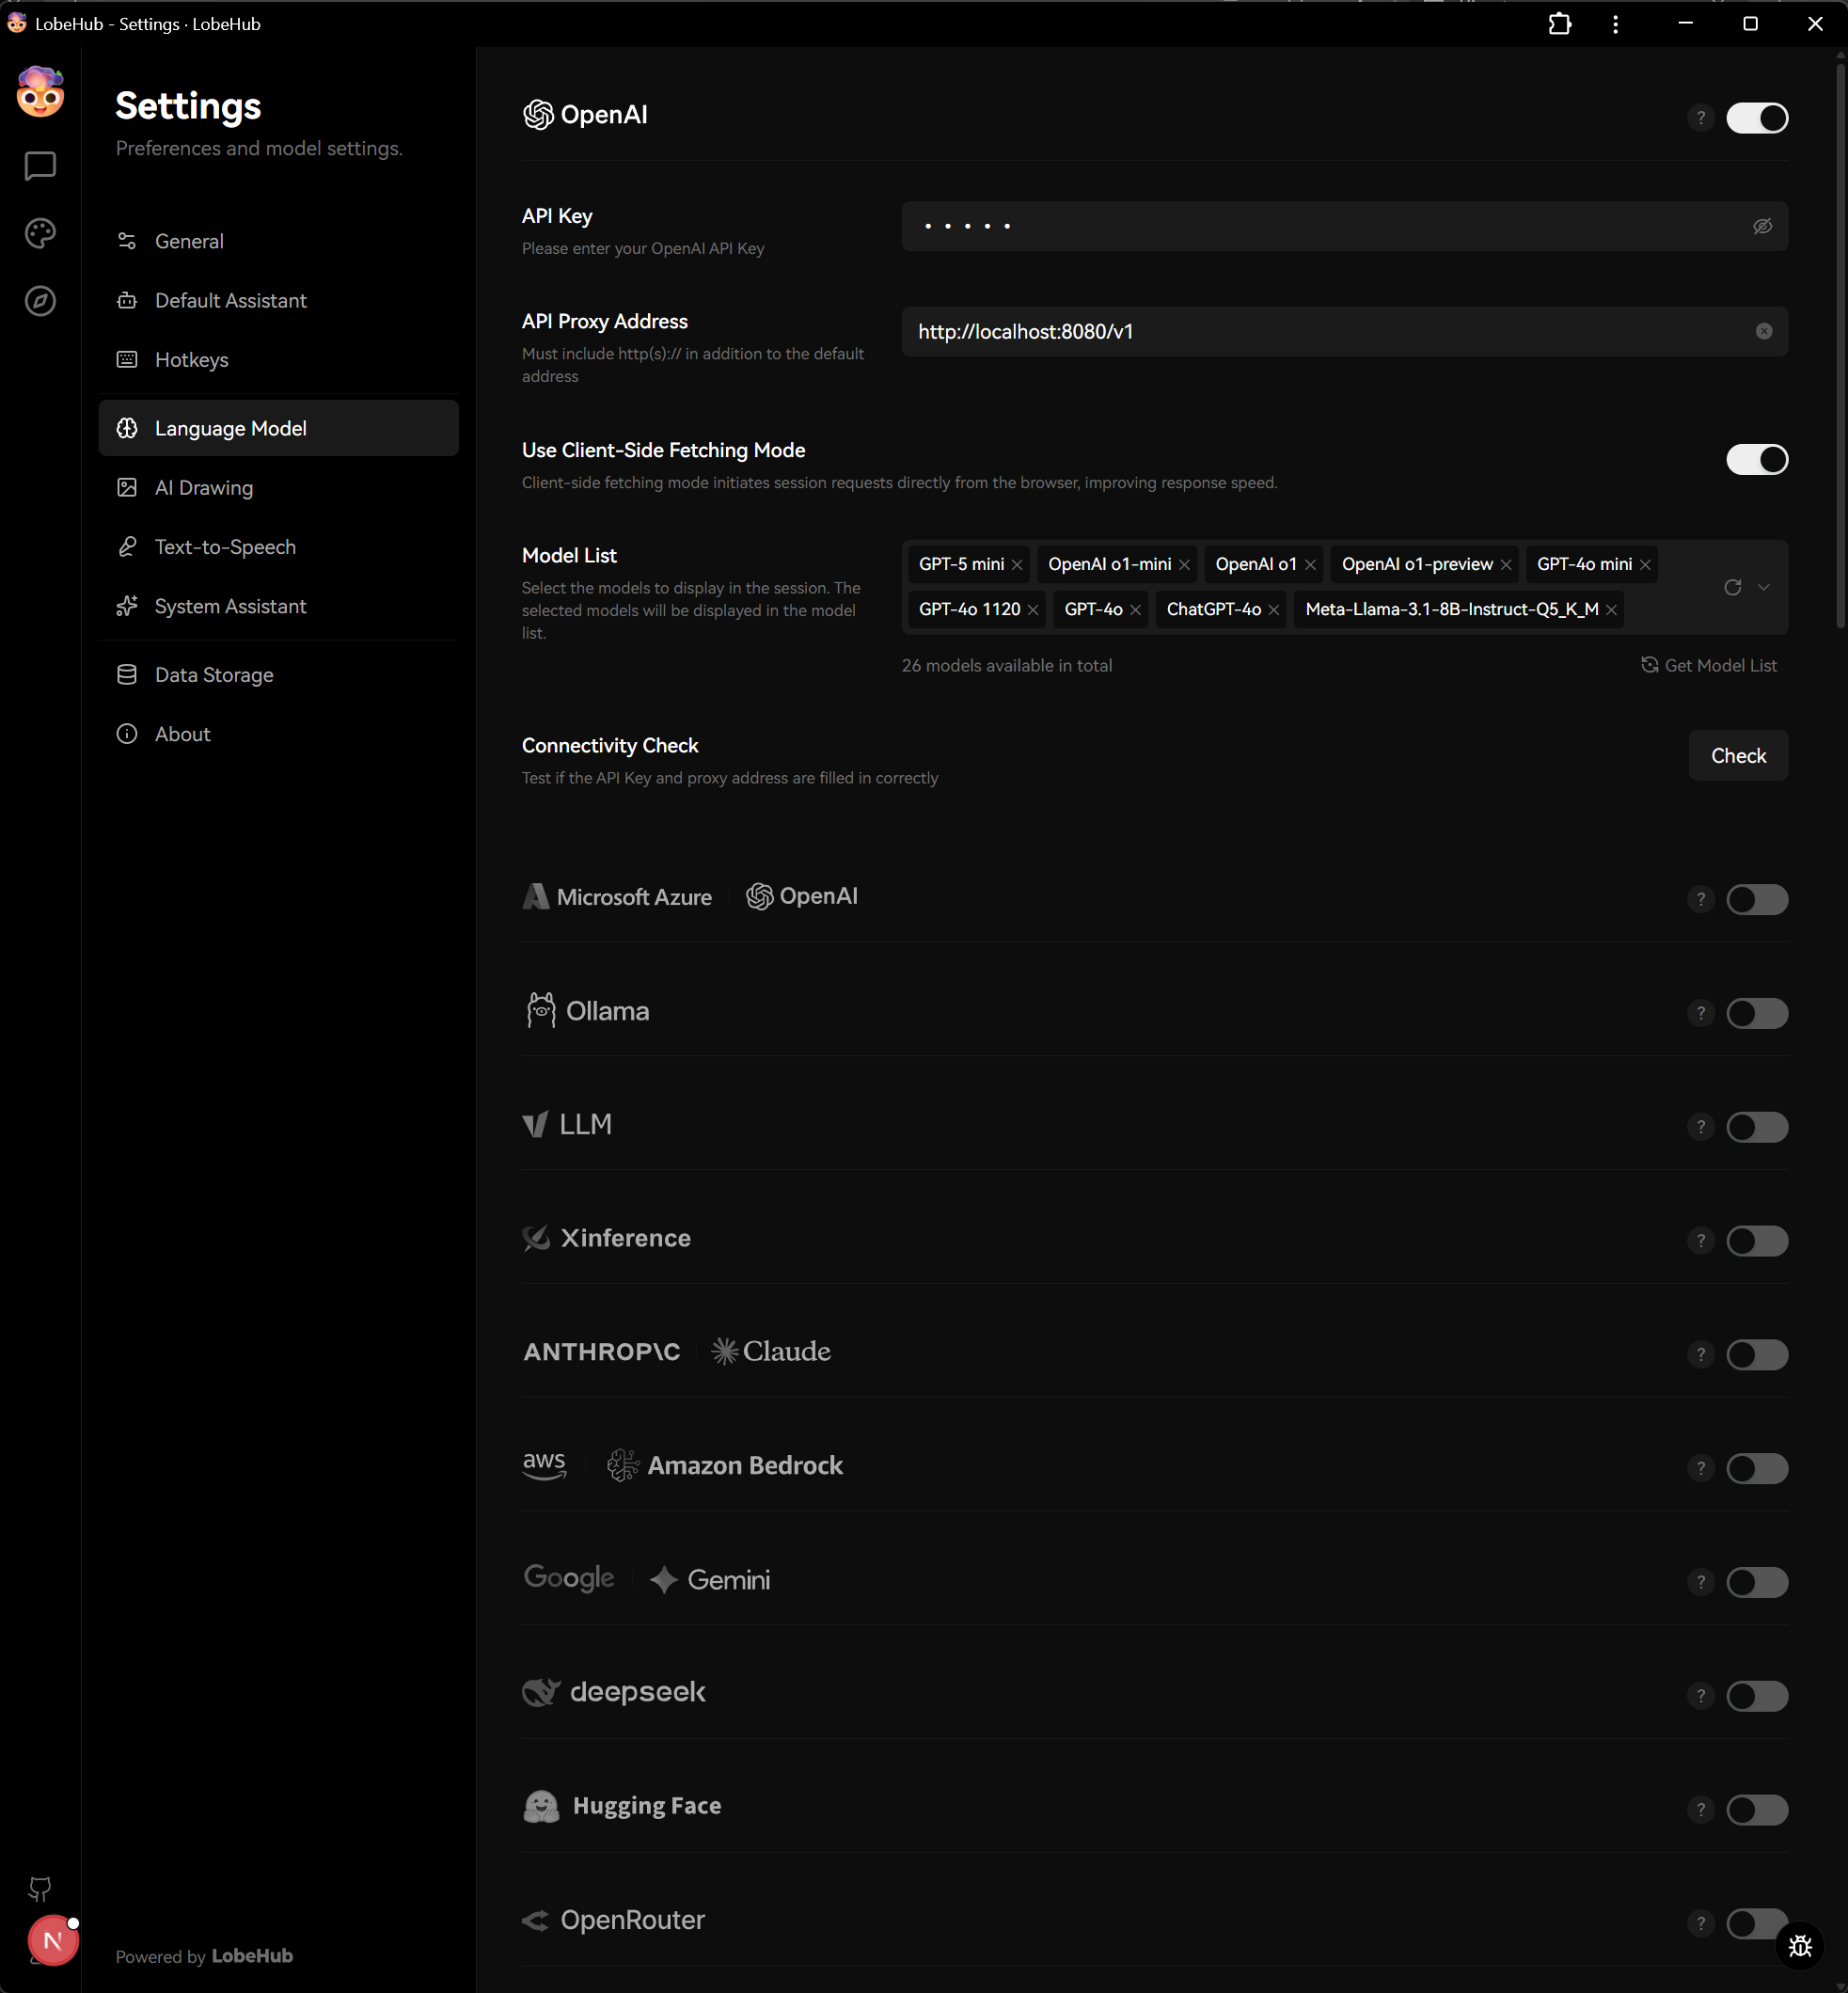 LobeHub - Settings · LobeHub
Settings
Preferences and model settings.
General
Default Assistant
Hotkeys
Language Model
AI Drawing
Text-to-Speech
System Assistant
Data Storage
About
N
Powered by LobeHub
OpenAI
?
API Key
Please enter your OpenAI API Key
•••••
API Proxy Address
Must include http(s):// in addition to the default
address
http://localhost:8080/v1
Use Client-Side Fetching Mode
Client-side fetching mode initiates session requests directly from the browser, improving response speed.
Model List
Select the models to display in the session. The
selected models will be displayed in the model
list.
GPT-5 mini OpenAI o1-mini OpenAI o1 OpenAI o1-preview GPT-4o mini
GPT-4o 1120 GPT-4o ChatGPT-4o Meta-Llama-3.1-8B-Instruct-Q5_K_M
26 models available in total
Get Model List
Connectivity Check
Test if the API Key and proxy address are filled in correctly
Check
Microsoft Azure OpenAI ?
Ollama ?
LLM ?
Xinference ?
ANTHROP\C Claude ?
aws Amazon Bedrock ?
Google Gemini ?
deepseek ?
Hugging Face ?
OpenRouter ?